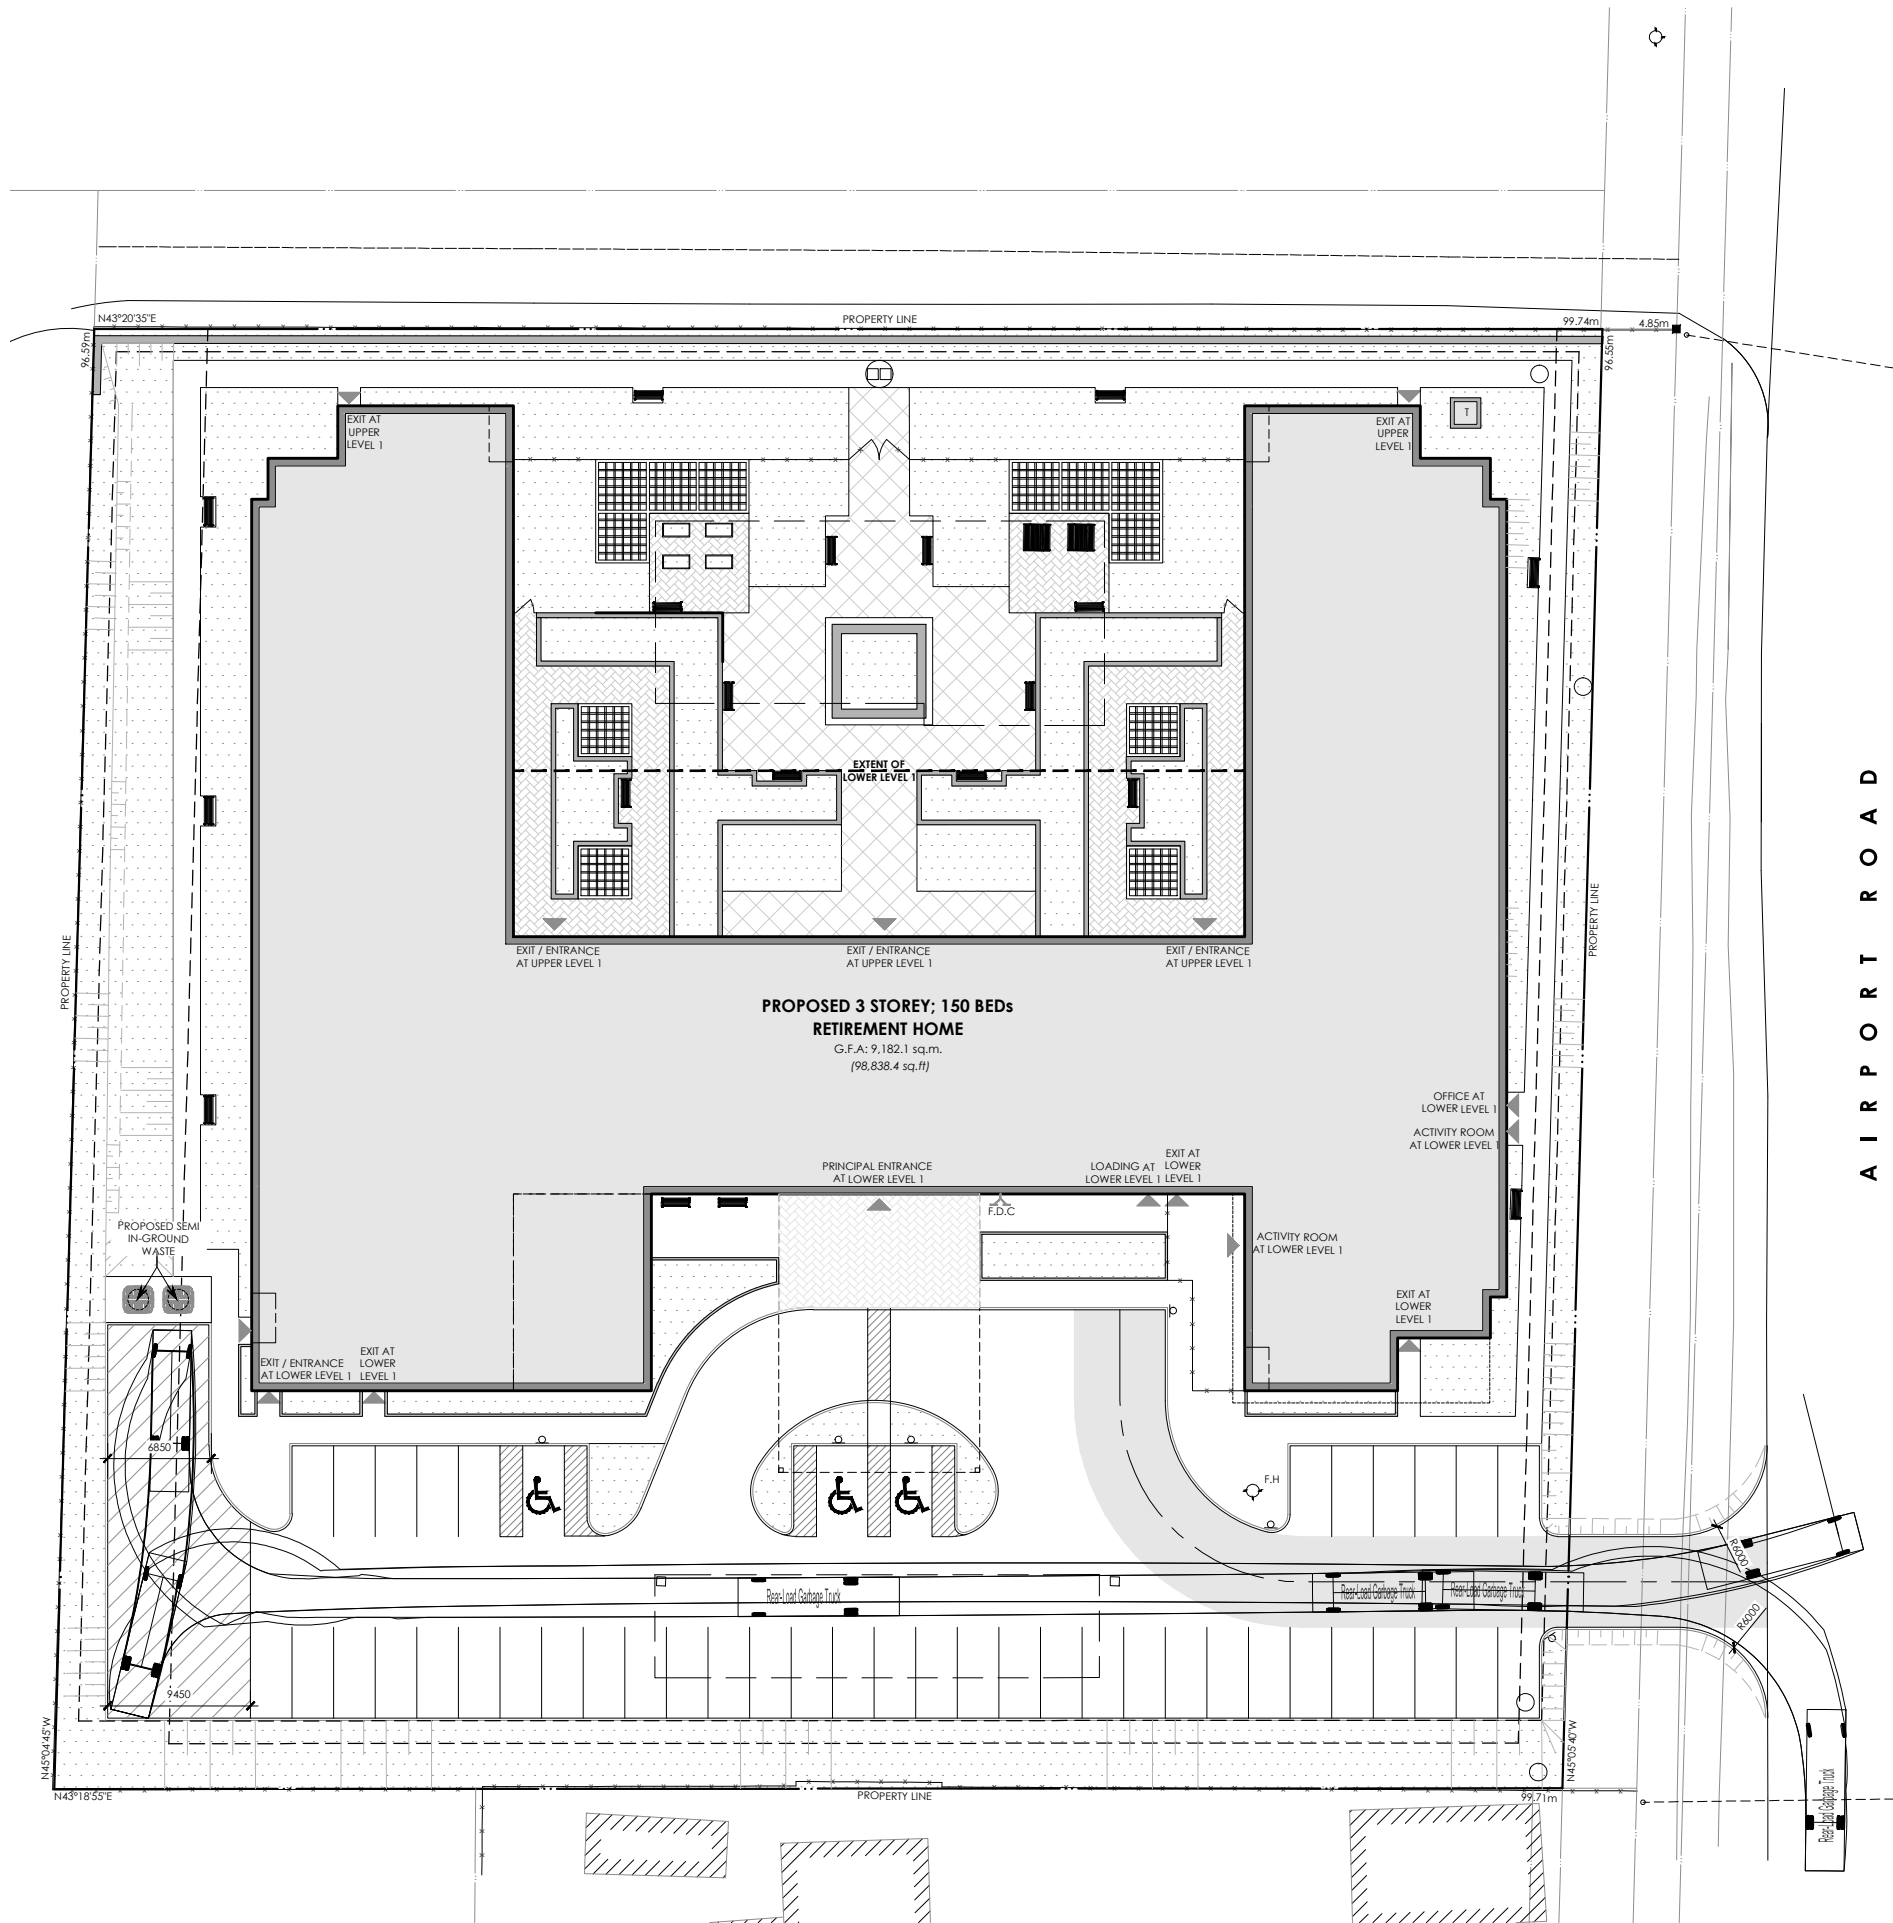 N43°20'35"E
PROPERTY LINE
99.74m
4.85m
96.59m
96.55m
EXIT AT
UPPER
LEVEL 1
EXIT AT
UPPER
LEVEL 1
T
EXTENT OF
LOWER LEVEL 1
PROPERTY LINE
PROPERTY LINE
AIRPORT ROAD
EXIT / ENTRANCE
AT UPPER LEVEL 1
EXIT / ENTRANCE
AT UPPER LEVEL 1
EXIT / ENTRANCE
AT UPPER LEVEL 1
PROPOSED 3 STOREY; 150 BEDs
RETIREMENT HOME
G.F.A: 9,182.1 sq.m.
(98,838.4 sq.ft)
OFFICE AT
LOWER LEVEL 1
ACTIVITY ROOM
AT LOWER LEVEL 1
PRINCIPAL ENTRANCE
AT LOWER LEVEL 1
LOADING AT
LOWER LEVEL 1
EXIT AT
LOWER
LEVEL 1
F.D.C
PROPOSED SEMI
IN-GROUND
WASTE
ACTIVITY ROOM
AT LOWER LEVEL 1
EXIT AT
LOWER
LEVEL 1
EXIT / ENTRANCE
AT LOWER LEVEL 1
EXIT AT
LOWER
LEVEL 1
6850
F.H
R6000
Rear-Load Garbage Truck
Rear-Load Garbage Truck
Rear-Load Garbage Truck
R6000
9450
N45°04'45"W
N45°05'40"W
N43°18'55"E
PROPERTY LINE
99.71m
Rear-Load Garbage Truck